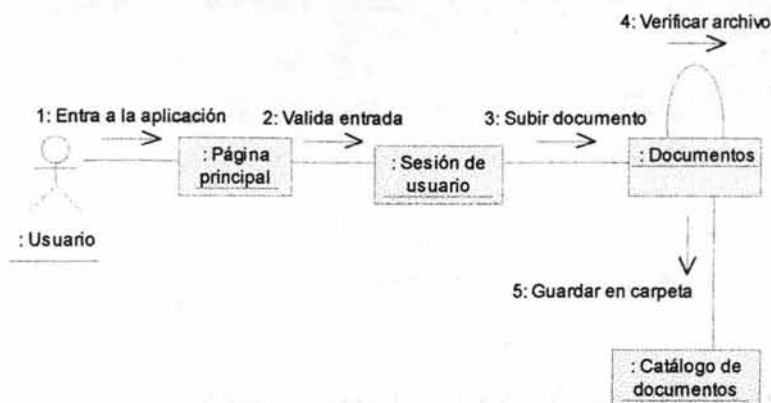 4: Verificar archivo
1: Entra a la aplicación
2: Valida entrada
3: Subir documento
: Página
principal
: Sesión de
usuario
: Documentos
: Usuario
5: Guardar en carpeta
: Catálogo de
documentos